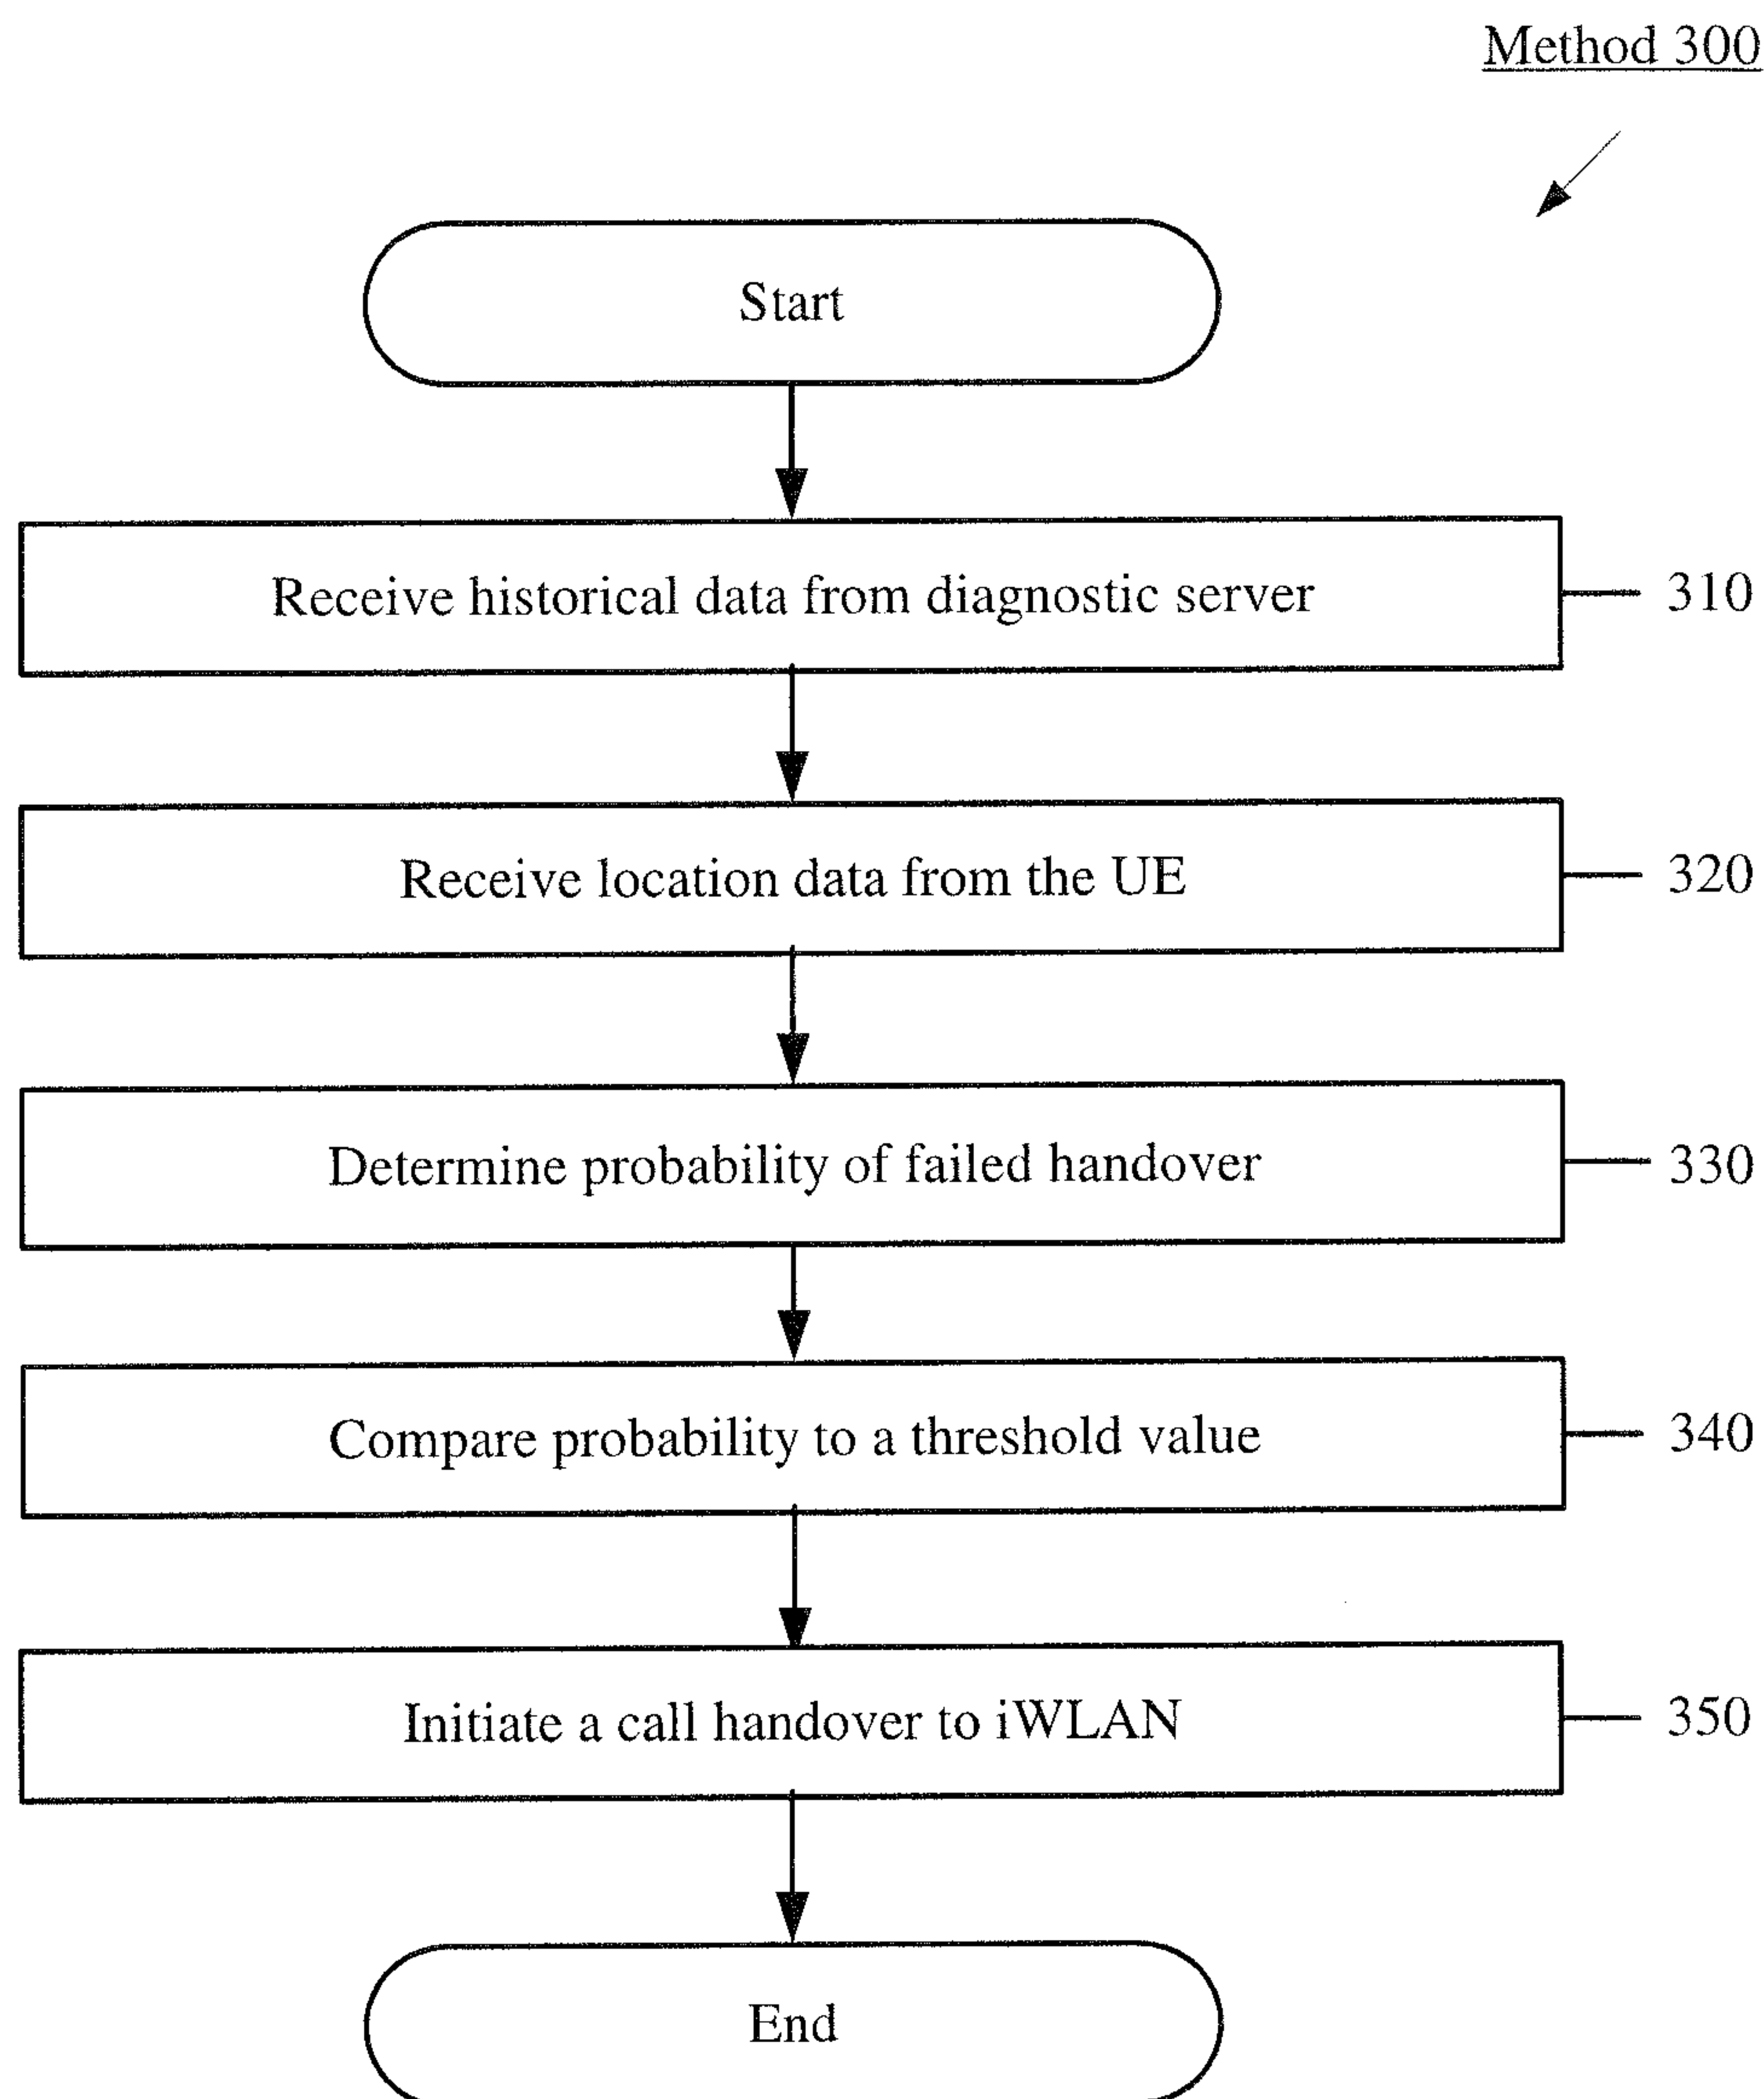 Method 300
Start
Receive historical data from diagnostic server
310
Receive location data from the UE
320
Determine probability of failed handover
330
Compare probability to a threshold value
340
Initiate a call handover to iWLAN
350
End